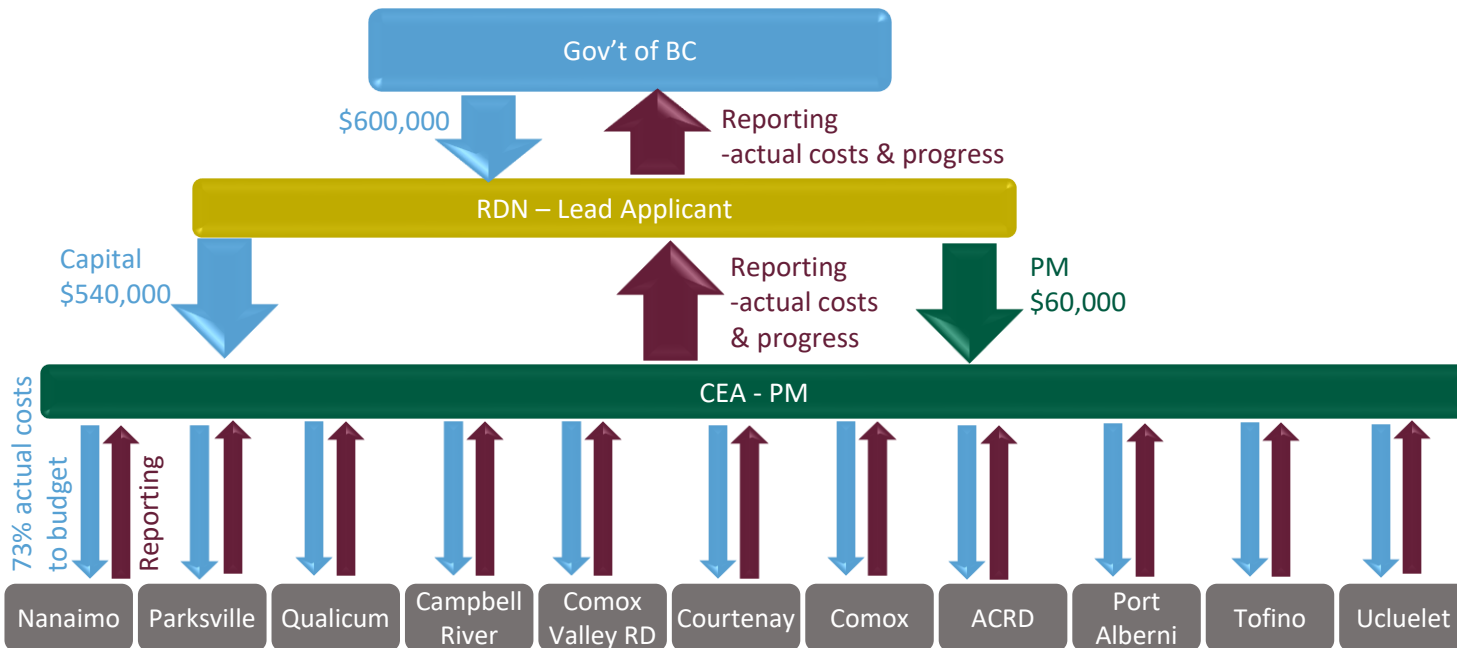 Gov’t of BC
$600,000
Reporting
-actual costs & progress
RDN – Lead Applicant
Capital
$540,000
Reporting
-actual costs
& progress
PM
$60,000
CEA - PM
73% actual costs
to budget
Reporting
Nanaimo
Parksville
Qualicum
Campbell
River
Comox
Valley RD
Courtenay
Comox
ACRD
Port
Alberni
Tofino
Ucluelet